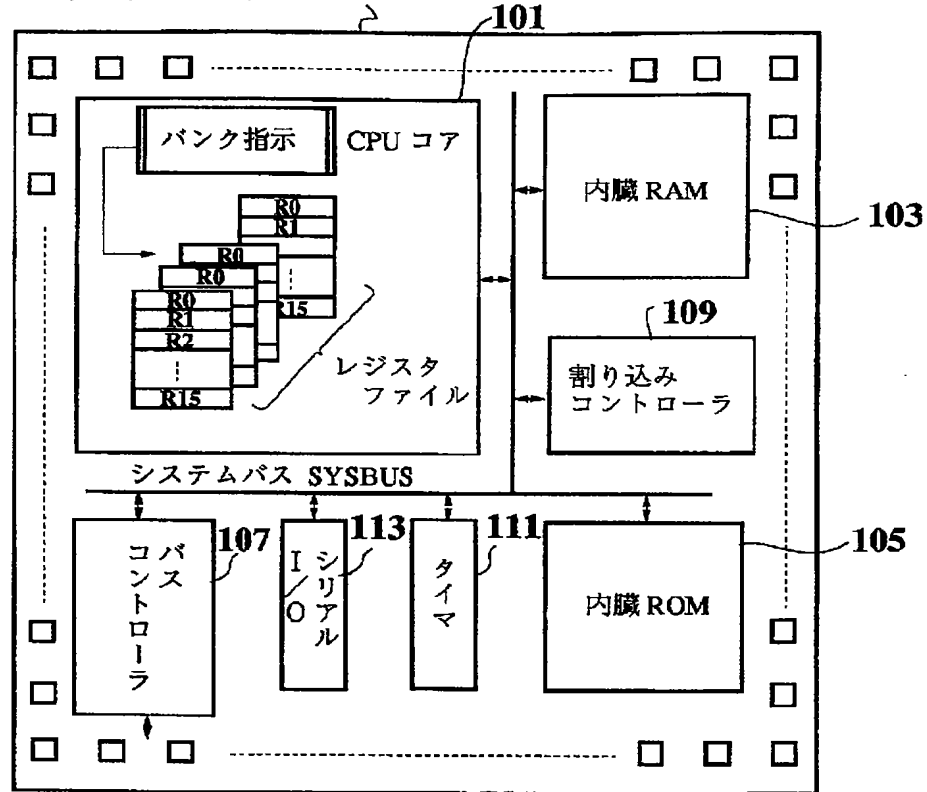 101
バンク指示
CPU コア
R0
R1
R15
R0
R0
R0
R1
R2
R15
レジスタ
ファイル
内臓 RAM
103
109
割り込み
コントローラ
システムバス SYSBUS
バス
コントローラ
107
シリアル
I/O
113
タイマ
111
内臓 ROM
105